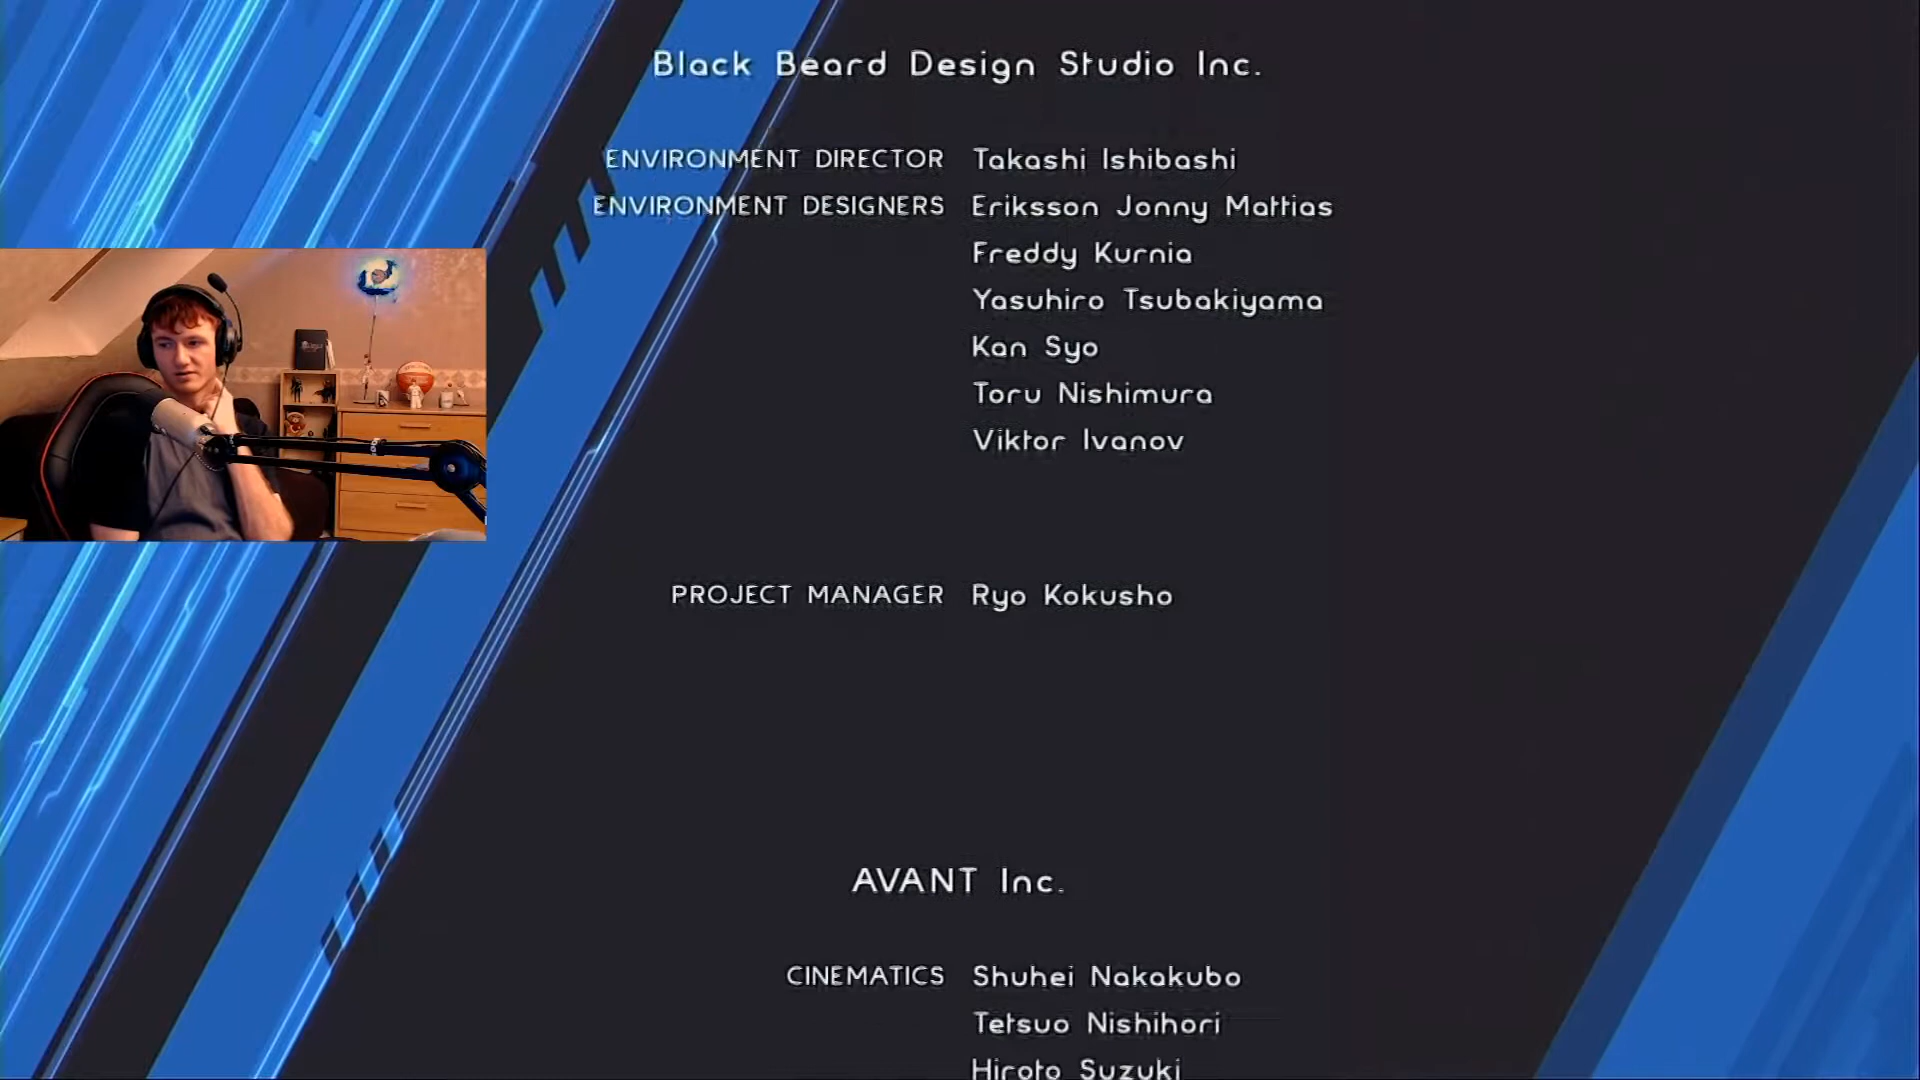 Black Beard Design Studio Inc.
ENVIRONMENT DIRECTOR Takashi Ishibashi
ENVIRONMENT DESIGNERS Eriksson Jonny Mattias
Freddy Kurnia
Yasuhiro Tsubakiyama
Kan Syo
Toru Nishimura
Viktor Ivanov
PROJECT MANAGER Ryo Kokusho
AVANT Inc.
CINEMATICS Shuhei Nakakubo
Tetsuo Nishihori
Hiroto Suzuki